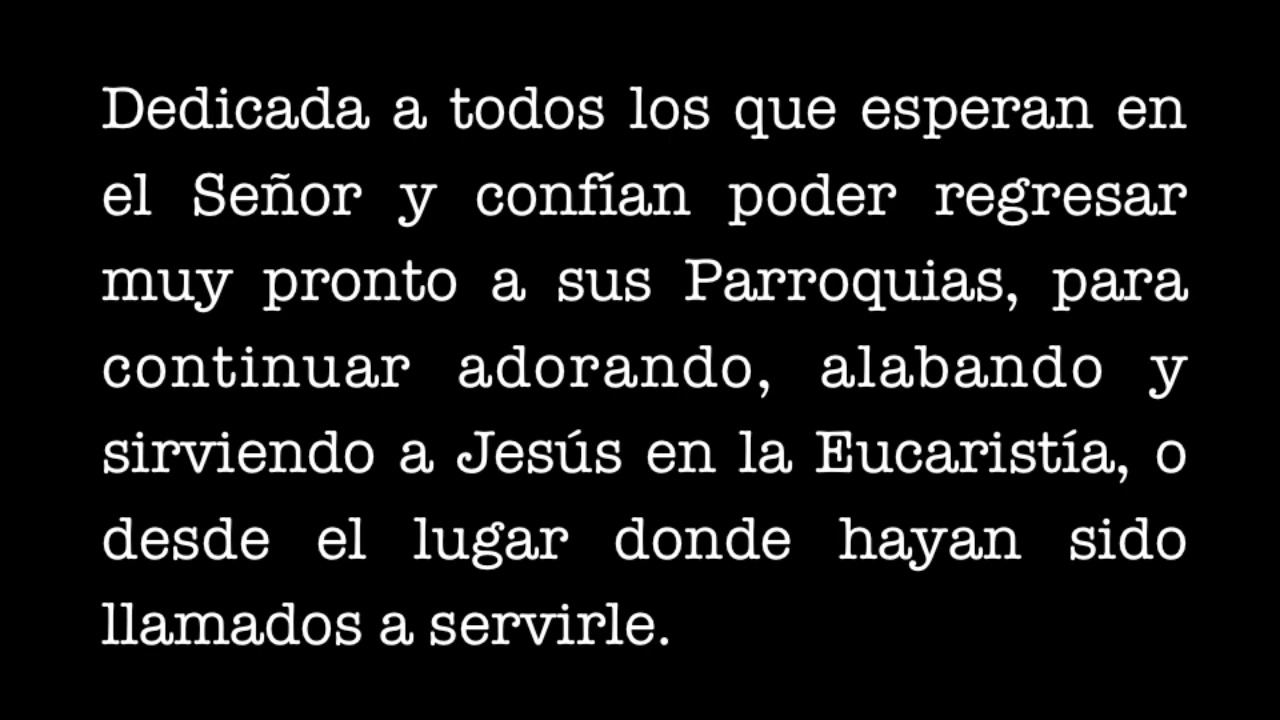 Dedicada a todos los que esperan en
el Señor y confían poder regresar
muy pronto a sus Parroquias, para
continuar adorando, alabando y
sirviendo a Jesús en la Eucaristía, o
desde el lugar donde hayan sido
llamados a servirle.